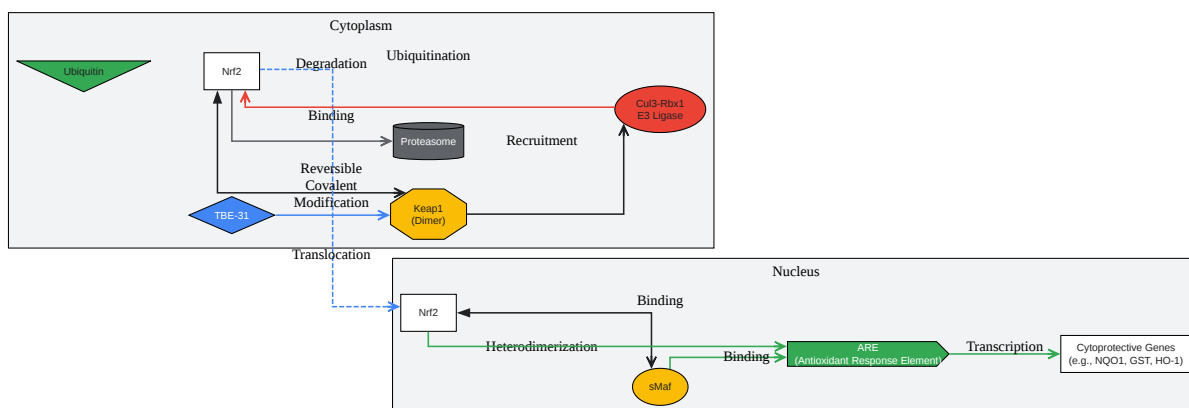 Cytoplasm
Ubiquitin
Nrf2
Degradation
Ubiquitination
Cul3-Rbx1
E3 Ligase
Binding
Proteasome
Recruitment
Reversible
Covalent
Modification
TBE-31
Keap1
(Dimer)
Translocation
Nucleus
Nrf2
Binding
Heterodimerization
Binding
ARE
(Antioxidant Response Element)
Transcription
Cytoprotective Genes
(e.g., NQO1, GST, HO-1)
sMaf